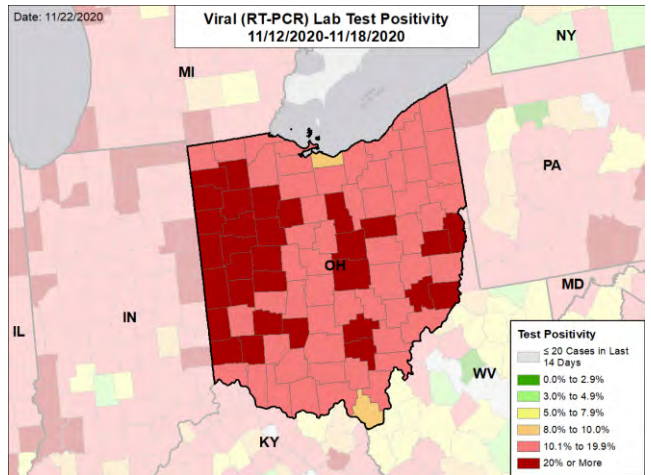 Date: 11/22/2020
Viral (RT-PCR) Lab Test Positivity
11/12/2020-11/18/2020
NY
MI
PA
OH
MD
IL
IN
WV
KY
Test Positivity
≤ 20 Cases in Last
14 Days
0.0% to 2.9%
3.0% to 4.9%
5.0% to 7.9%
8.0% to 10.0%
10.1% to 19.9%
20% or More